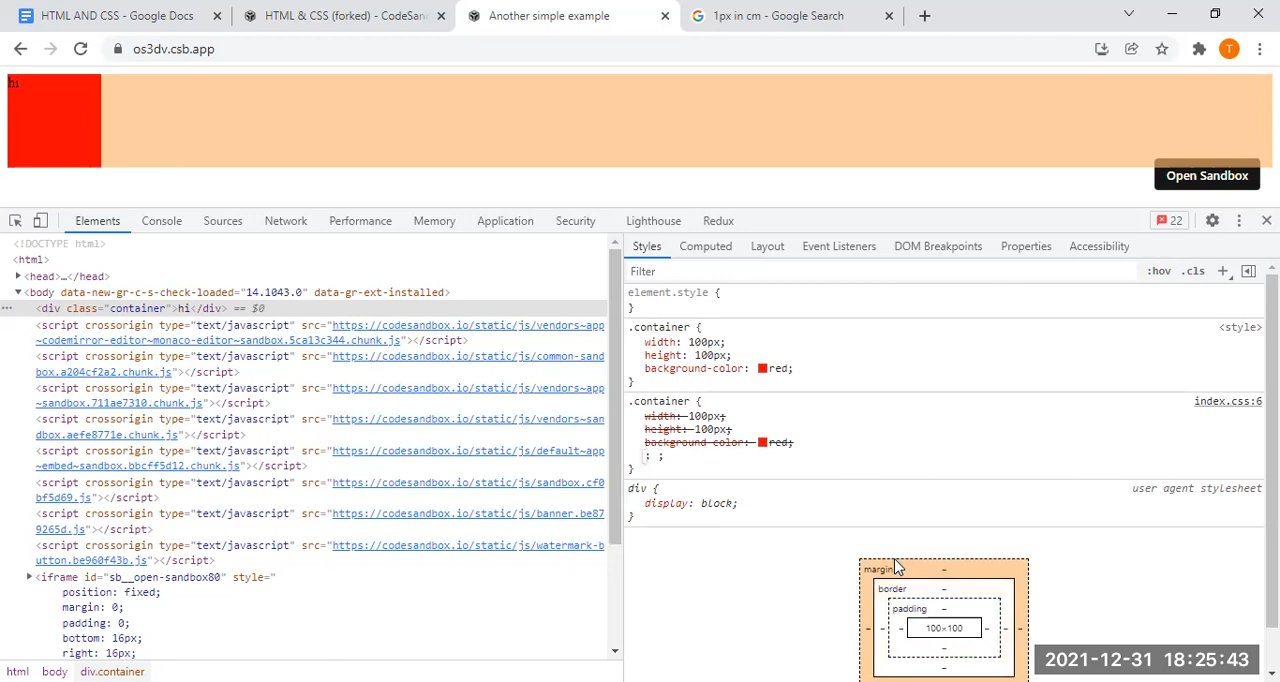 HTML AND CSS - Google Docs
HTML & CSS (forked) - CodeSan
Another simple example
1px in cm - Google Search
os3dv.csb.app
T
hi
Open Sandbox
Elements Console Sources Network Performance Memory Application Security Lighthouse Redux 22
<!DOCTYPE html>
<html>
<head>…</head>
<body data-new-gr-c-s-check-loaded="14.1043.0" data-gr-ext-installed>
<div class="container">hi</div> == $0
<script crossorigin type="text/javascript" src="https://codesandbox.io/static/js/vendors~app
~codemirror-editor~monaco-editor~sandbox.5ca13c344.chunk.js"></script>
<script crossorigin type="text/javascript" src="https://codesandbox.io/static/js/common-sand
box.a204cf2a2.chunk.js"></script>
<script crossorigin type="text/javascript" src="https://codesandbox.io/static/js/vendors~app
~sandbox.711ae7310.chunk.js"></script>
<script crossorigin type="text/javascript" src="https://codesandbox.io/static/js/vendors~san
dbox.aefe8771e.chunk.js"></script>
<script crossorigin type="text/javascript" src="https://codesandbox.io/static/js/default~app
~embed~sandbox.bbcff5d12.chunk.js"></script>
<script crossorigin type="text/javascript" src="https://codesandbox.io/static/js/sandbox.cf0
bf5d69.js"></script>
<script crossorigin type="text/javascript" src="https://codesandbox.io/static/js/banner.be87
9265d.js"></script>
<script crossorigin type="text/javascript" src="https://codesandbox.io/static/js/watermark-b
utton.be960f43b.js"></script>
<iframe id="sb__open-sandbox80" style="
position: fixed;
margin: 0;
padding: 0;
bottom: 16px;
right: 16px;
html body div.container
Styles Computed Layout Event Listeners DOM Breakpoints Properties Accessibility
Filter :hov .cls +
element.style {
}
.container { <style>
width: 100px;
height: 100px;
background-color: red;
}
.container { index.css:6
width: 100px;
height: 100px;
background-color: red;
: ;
}
div { user agent stylesheet
display: block;
}
margin -
border -
padding -
- - - 100×100 - - -
-
-
2021-12-31 18:25:43